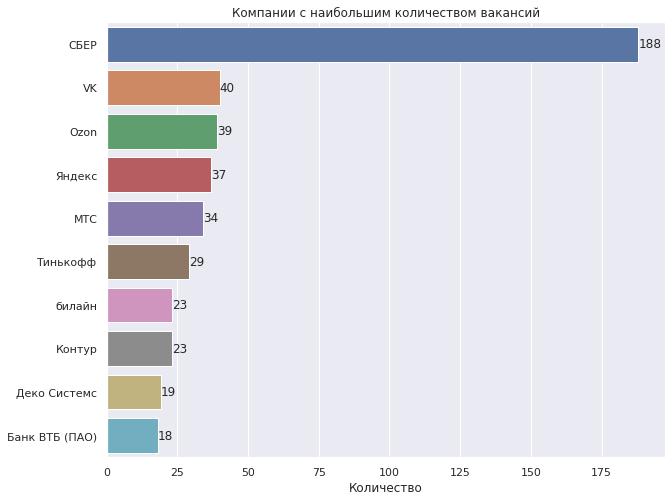 Компании с наибольшим количеством вакансий
СБЕР 188
VK 40
Ozon 39
Яндекс 37
МТС 34
Тинькофф 29
билайн 23
Контур 23
Деко Системс 19
Банк ВТБ (ПАО) 18
0 25 50 75 100 125 150 175
Количество